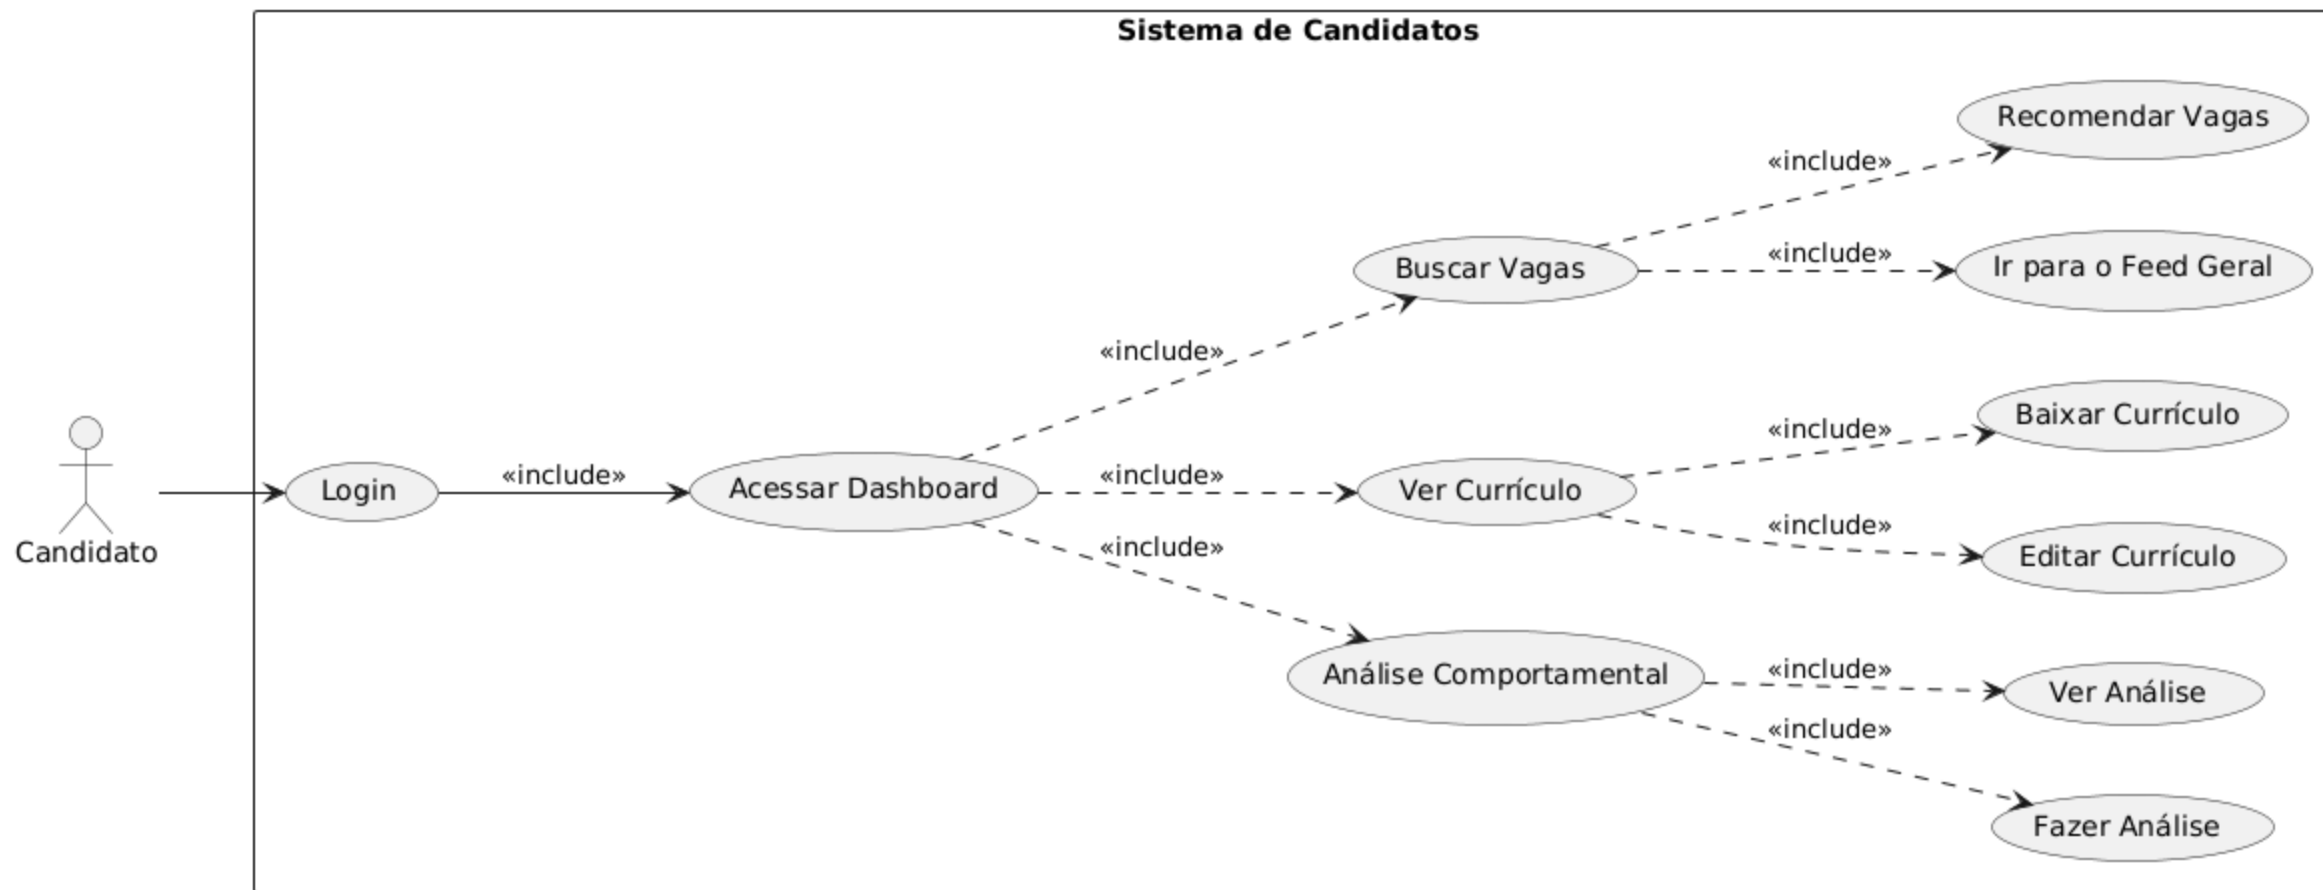 Sistema de Candidatos
Recomendar Vagas
«include»
Ir para o Feed Geral
«include»
Buscar Vagas
«include»
Baixar Currículo
«include»
Candidato
Login
«include»
Acessar Dashboard
«include»
Ver Currículo
«include»
Editar Currículo
«include»
Análise Comportamental
«include»
Ver Análise
«include»
Fazer Análise